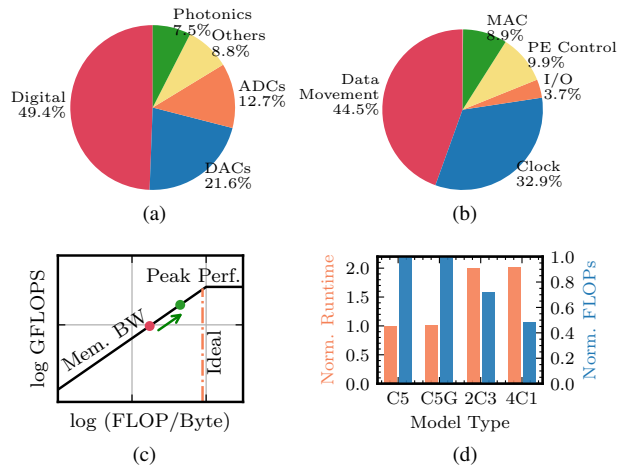 Photonics
7.5%
Others
8.8%
ADCs
12.7%
Digital
49.4%
DACs
21.6%
(a)
MAC
8.9%
PE Control
9.9%
I/O
3.7%
Data
Movement
44.5%
Clock
32.9%
(b)
log GFLOPS
Mem. BW
Peak Perf.
Ideal
log (FLOP/Byte)
(c)
Norm. Runtime
2.0
1.5
1.0
0.5
0.0
1.0
0.8
0.6
0.4
0.2
0.0
Norm. FLOPs
C5 C5G 2C3 4C1
Model Type
(d)